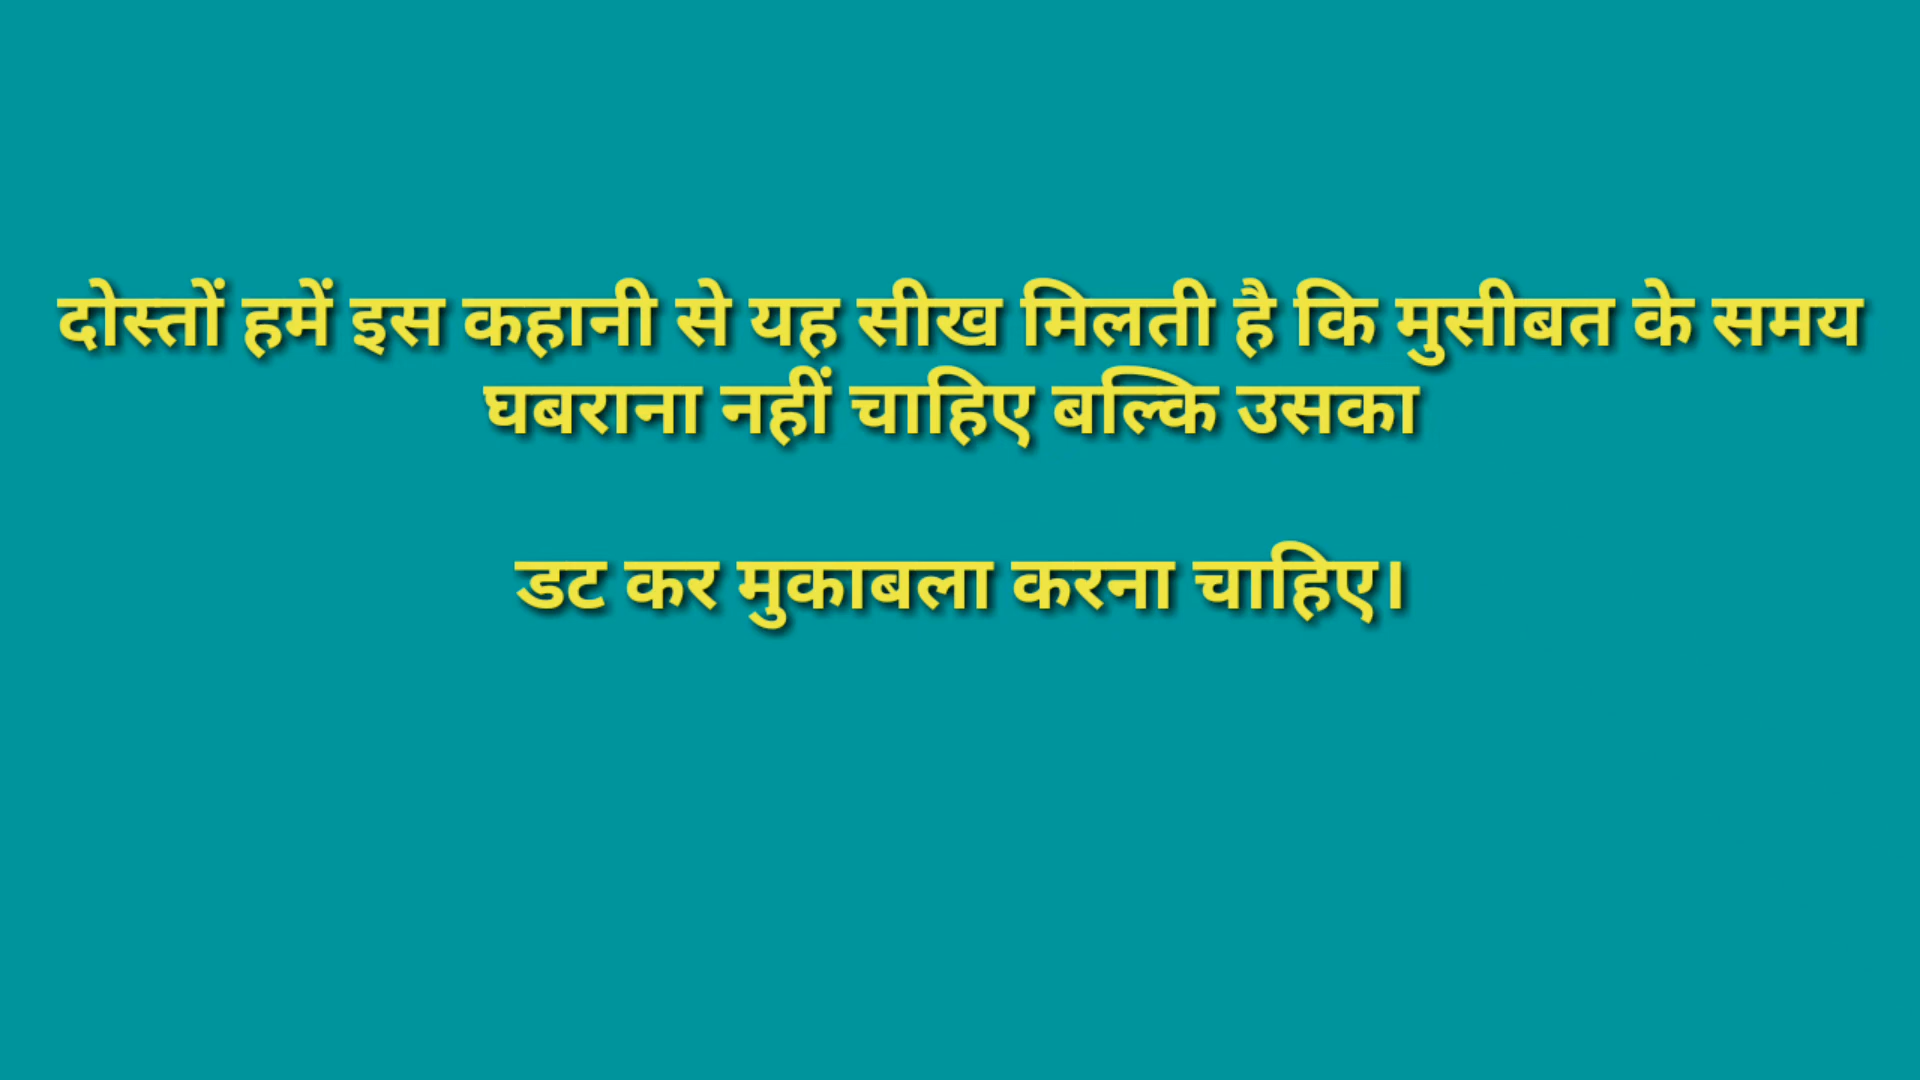 दोस्तों हमें इस कहानी से यह सीख मिलती है कि मुसीबत के समय
घबराना नहीं चाहिए बल्कि उसका
डट कर मुकाबला करना चाहिए।